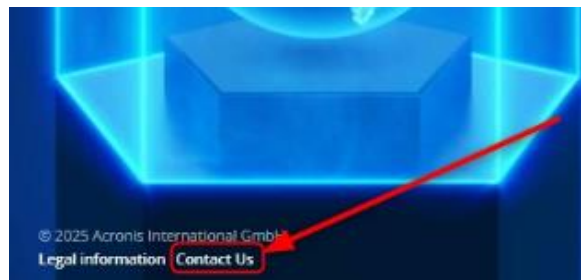 © 2025 Acronis International GmbH
Legal information Contact Us